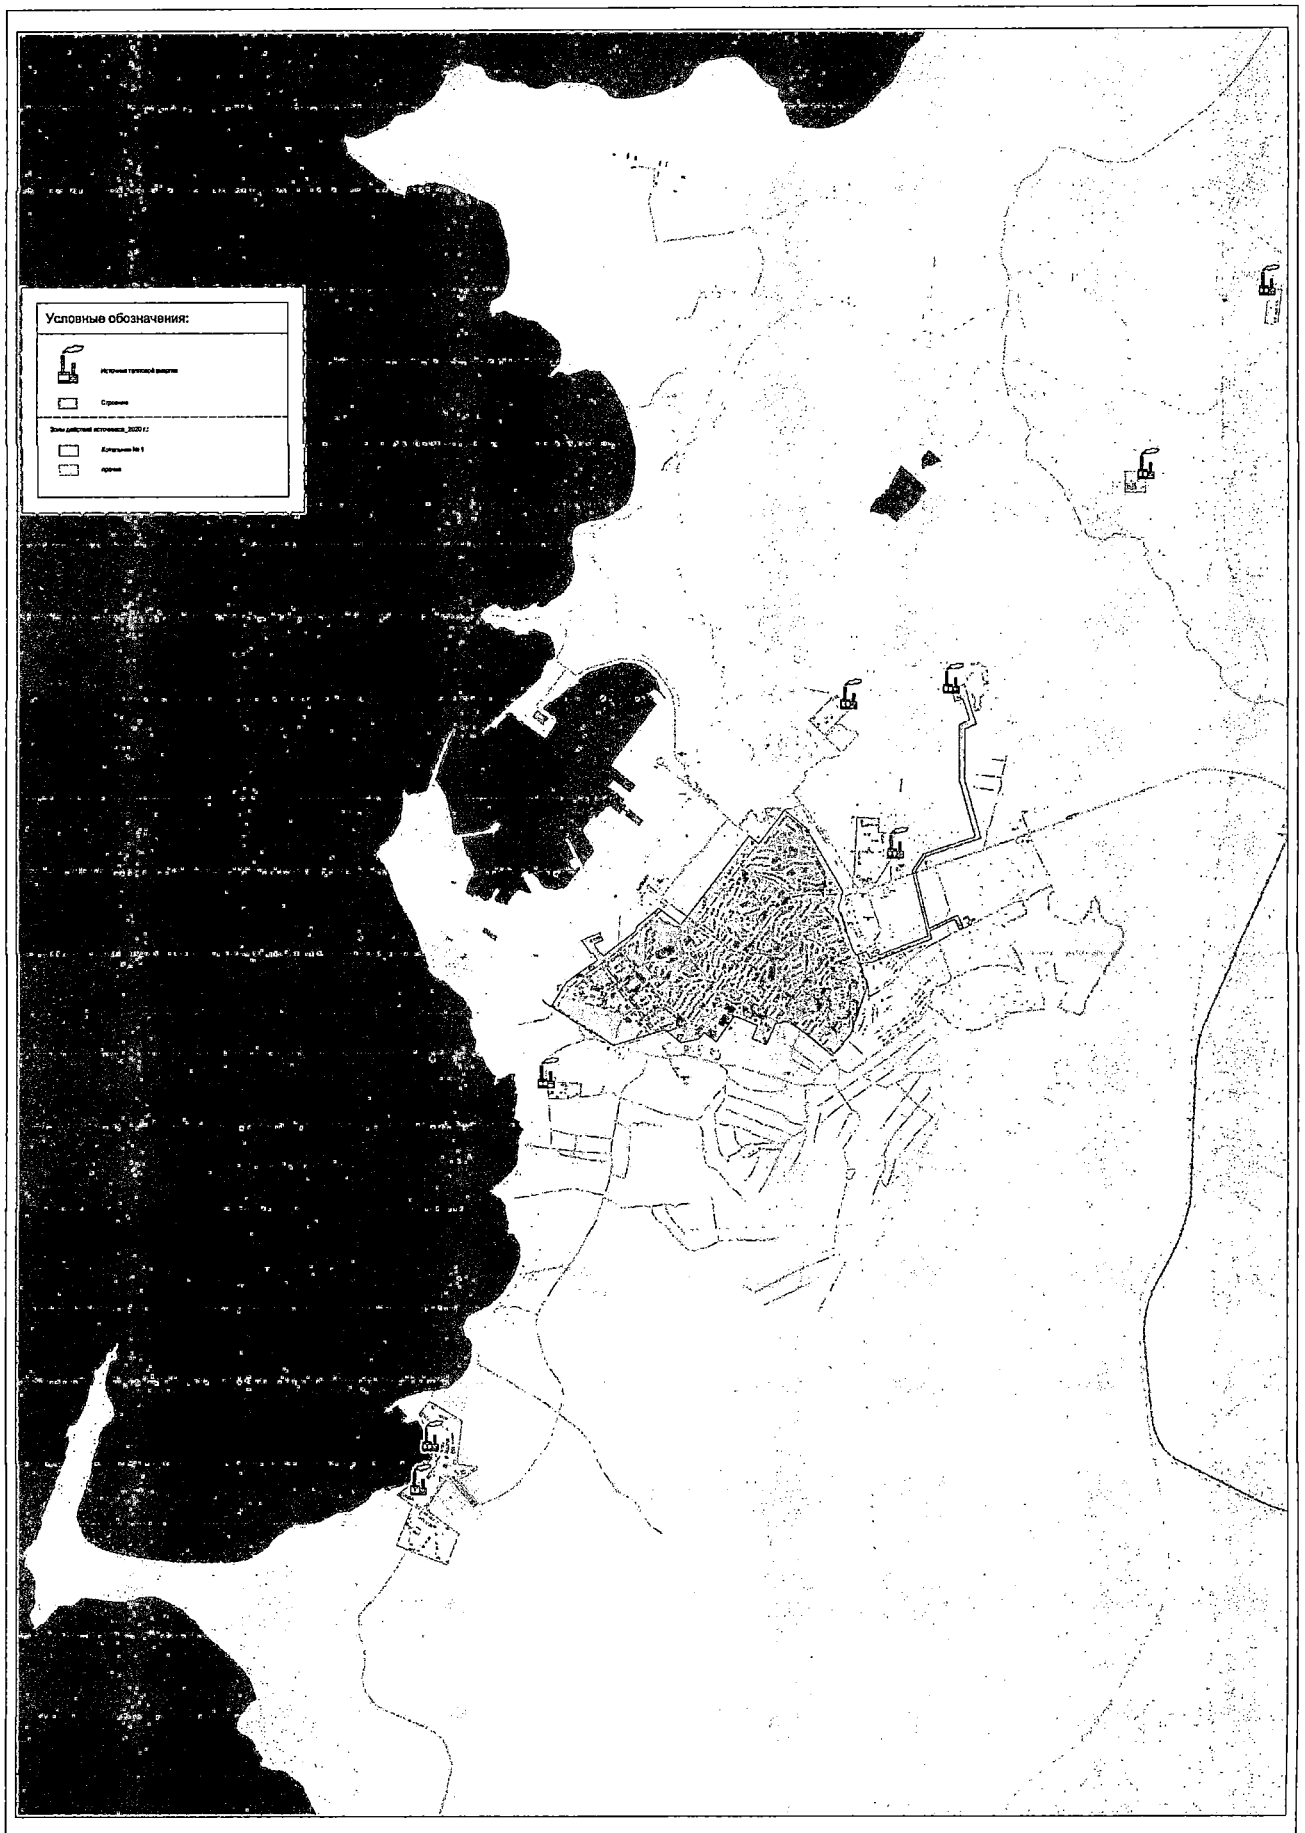 Условные обозначения:
Источник тепловой энергии
Строение
Зоны действия источников_2020 г.:
Котельная № 1
прочие